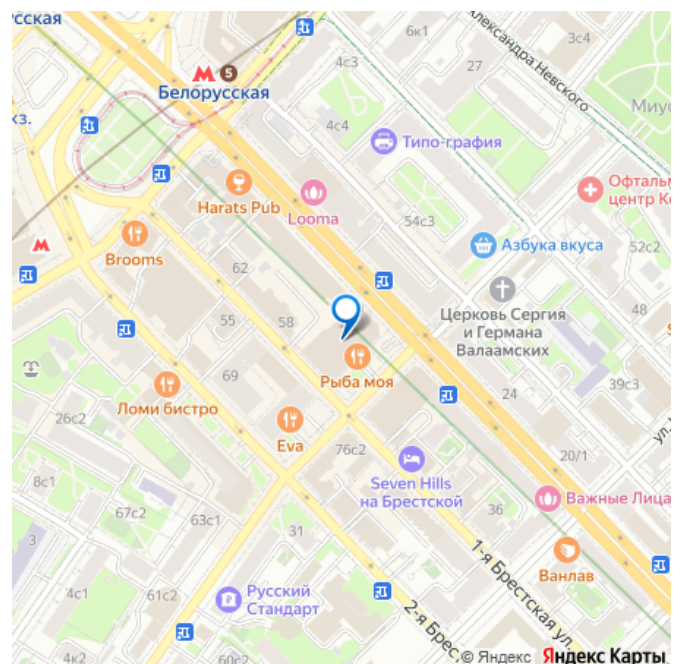 сская
6к1
3с4
Александра Невского
5
Белорусская
4с3
27
Миус
хз.
4с4
Типо-графия
Офталь
центр К
Harats Pub
Looma
54с3
Азбука вкуса
52с2
Brooms
62
Церковь Сергия
и Германа
Валаамских
48
55
58
Рыба моя
69
24
39с3
Ломи бистро
26с2
Eva
76с2
ул.
Seven Hills
на Брестской
20/1
8с1
67с2
63с1
36
Важные Лица
3
31
1-я Брестская ул.
Ванлав
4с1
61с2
Русский
Стандарт
2-я Брес
4к2
60с2
© Яндекс Яндекс Карты